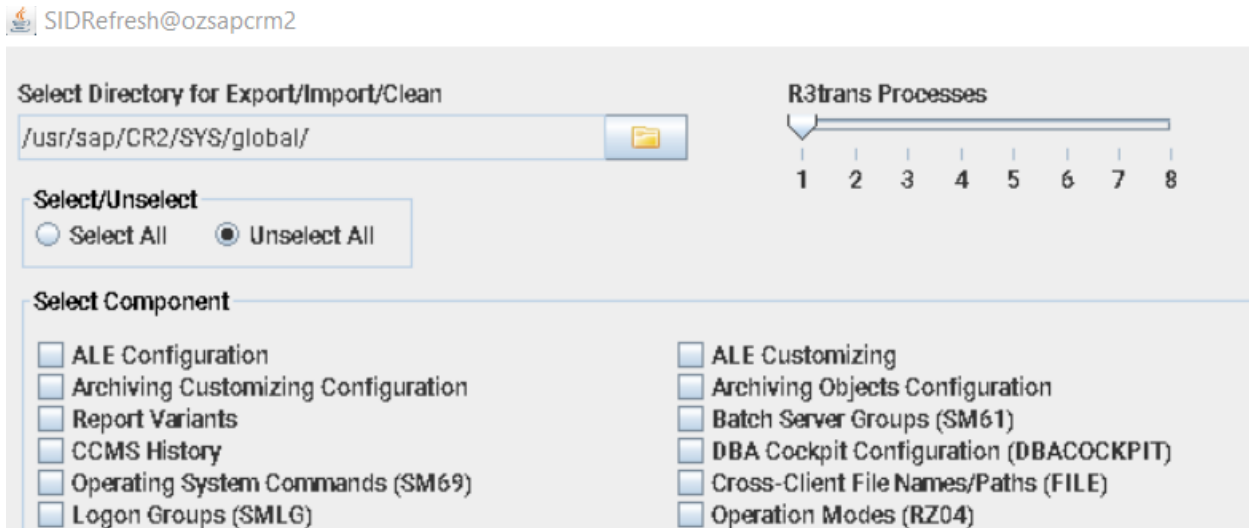 SIDRefresh@ozsapcrm2
Select Directory for Export/Import/Clean
R3trans Processes
/usr/sap/CR2/SYS/global/
1 2 3 4 5 6 7 8
Select/Unselect
Select All Unselect All
Select Component
ALE Configuration
ALE Customizing
Archiving Customizing Configuration
Archiving Objects Configuration
Report Variants
Batch Server Groups (SM61)
CCMS History
DBA Cockpit Configuration (DBACOCKPIT)
Operating System Commands (SM69)
Cross-Client File Names/Paths (FILE)
Logon Groups (SMLG)
Operation Modes (RZ04)